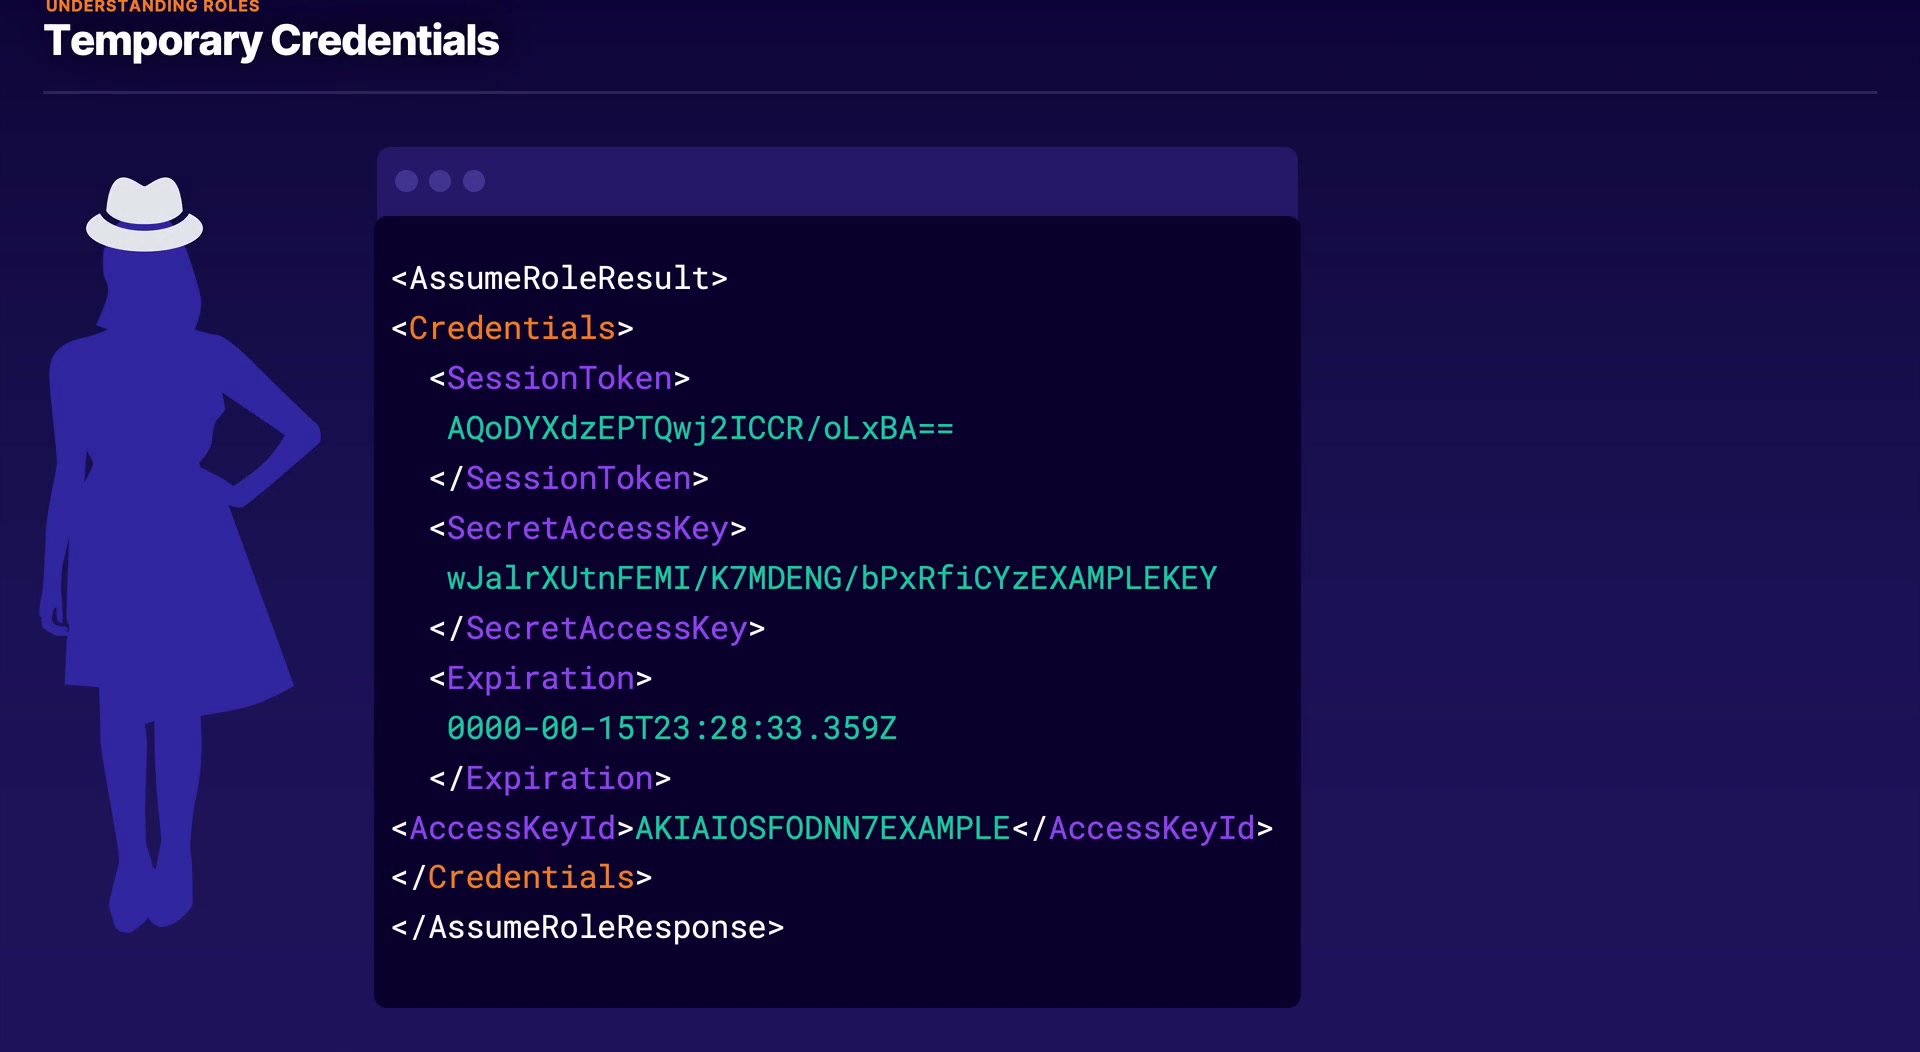 UNDERSTANDING ROLES
Temporary Credentials
<AssumeRoleResult>
<Credentials>
<SessionToken>
AQoDYXdzEPTQwj2ICCR/oLxBA==
</SessionToken>
<SecretAccessKey>
wJalrXUtnFEMI/K7MDENG/bPxRfiCYzEXAMPLEKEY
</SecretAccessKey>
<Expiration>
0000-00-15T23:28:33.359Z
</Expiration>
<AccessKeyId>AKIAIOSFODNN7EXAMPLE</AccessKeyId>
</Credentials>
</AssumeRoleResponse>